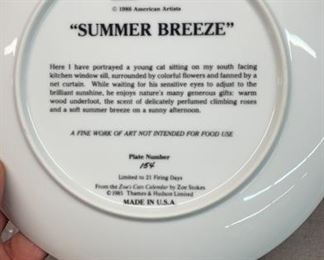 © 1986 American Artists
"SUMMER BREEZE"
Here I have portrayed a young cat sitting on my south facing
kitchen window sill, surrounded by colorful flowers and fanned by a
net curtain. While waiting for his sensitive eyes to adjust to the
brilliant sunshine, he enjoys nature's many generous gifts: warm
wood underfoot, the scent of delicately perfumed climbing roses
and a soft summer breeze on a sunny afternoon.
A FINE WORK OF ART NOT INTENDED FOR FOOD USE
Plate Number
154
Limited to 21 Firing Days
From the Zoe's Cats Calendar by Zoe Stokes
©1985 Thames & Hudson Limited
MADE IN U.S.A.